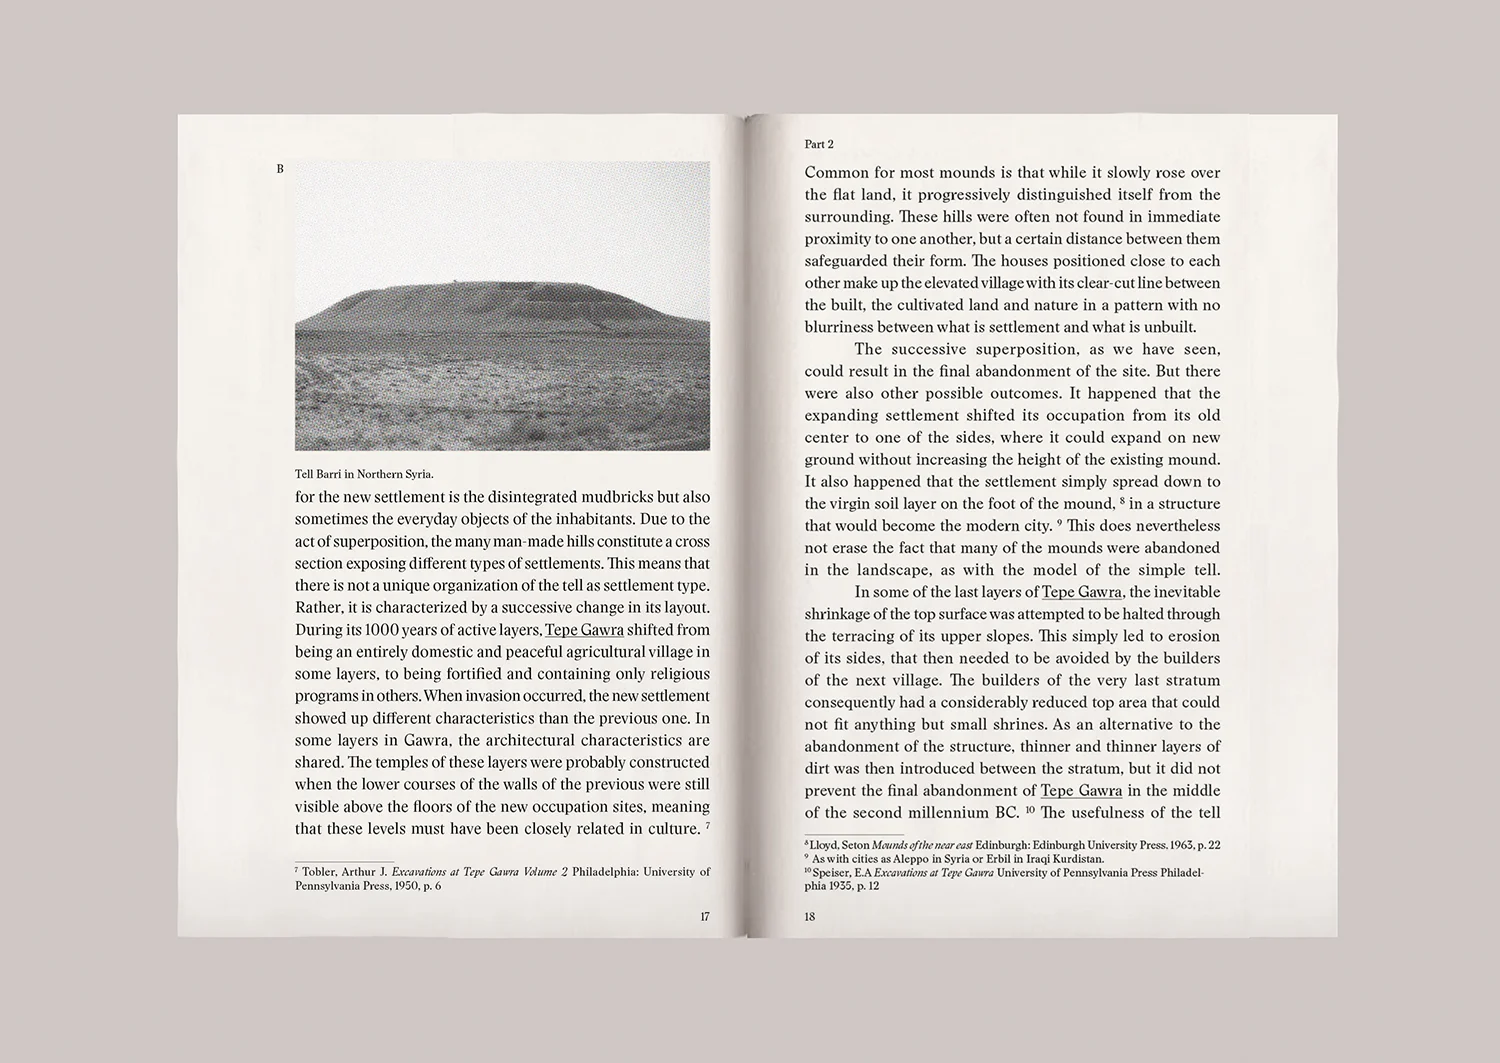 B
Tell Barri in Northern Syria.
for the new settlement is the disintegrated mudbricks but also
sometimes the everyday objects of the inhabitants. Due to the
act of superposition, the many man-made hills constitute a cross
section exposing different types of settlements. This means that
there is not a unique organization of the tell as settlement type.
Rather, it is characterized by a successive change in its layout.
During its 1000 years of active layers, Tepe Gawra shifted from
being an entirely domestic and peaceful agricultural village in
some layers, to being fortified and containing only religious
programs in others. When invasion occurred, the new settlement
showed up different characteristics than the previous one. In
some layers in Gawra, the architectural characteristics are
shared. The temples of these layers were probably constructed
when the lower courses of the walls of the previous were still
visible above the floors of the new occupation sites, meaning
that these levels must have been closely related in culture. ⁷
⁷ Tobler, Arthur J. Excavations at Tepe Gawra Volume 2 Philadelphia: University of
Pennsylvania Press, 1950, p. 6
17
Part 2
Common for most mounds is that while it slowly rose over
the flat land, it progressively distinguished itself from the
surrounding. These hills were often not found in immediate
proximity to one another, but a certain distance between them
safeguarded their form. The houses positioned close to each
other make up the elevated village with its clear-cut line between
the built, the cultivated land and nature in a pattern with no
blurriness between what is settlement and what is unbuilt.
The successive superposition, as we have seen,
could result in the final abandonment of the site. But there
were also other possible outcomes. It happened that the
expanding settlement shifted its occupation from its old
center to one of the sides, where it could expand on new
ground without increasing the height of the existing mound.
It also happened that the settlement simply spread down to
the virgin soil layer on the foot of the mound, ⁸ in a structure
that would become the modern city. ⁹ This does nevertheless
not erase the fact that many of the mounds were abandoned
in the landscape, as with the model of the simple tell.
In some of the last layers of Tepe Gawra, the inevitable
shrinkage of the top surface was attempted to be halted through
the terracing of its upper slopes. This simply led to erosion
of its sides, that then needed to be avoided by the builders
of the next village. The builders of the very last stratum
consequently had a considerably reduced top area that could
not fit anything but small shrines. As an alternative to the
abandonment of the structure, thinner and thinner layers of
dirt was then introduced between the stratum, but it did not
prevent the final abandonment of Tepe Gawra in the middle
of the second millennium BC. ¹⁰ The usefulness of the tell
⁸ Lloyd, Seton Mounds of the near east Edinburgh: Edinburgh University Press. 1963, p. 22
⁹ As with cities as Aleppo in Syria or Erbil in Iraqi Kurdistan.
¹⁰ Speiser, E.A Excavations at Tepe Gawra University of Pennsylvania Press Philadel-
phia 1935, p. 12
18